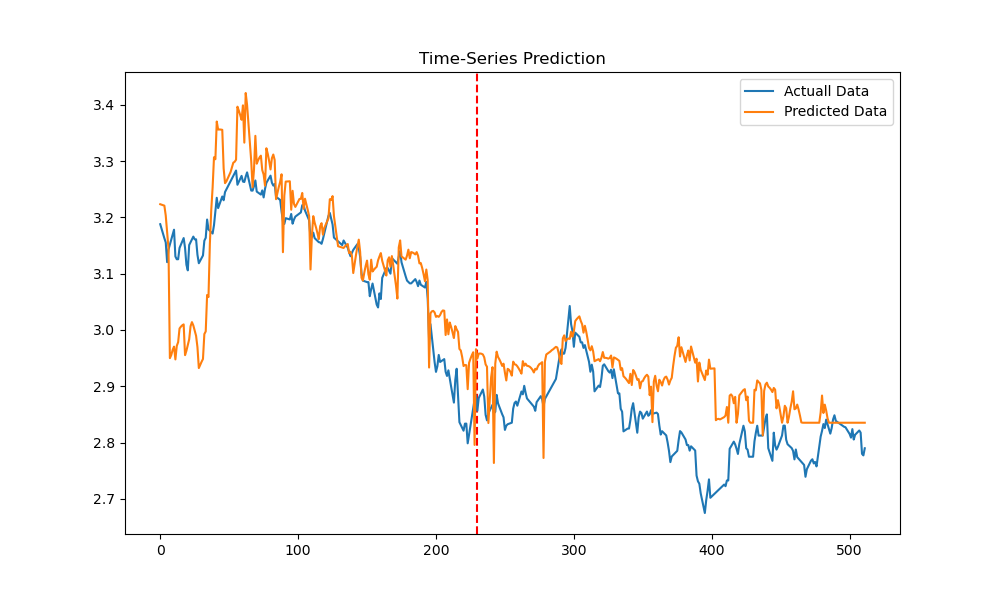 Time-Series Prediction
Actuall Data
Predicted Data
3.4
3.3
3.2
3.1
3.0
2.9
2.8
2.7
0 100 200 300 400 500